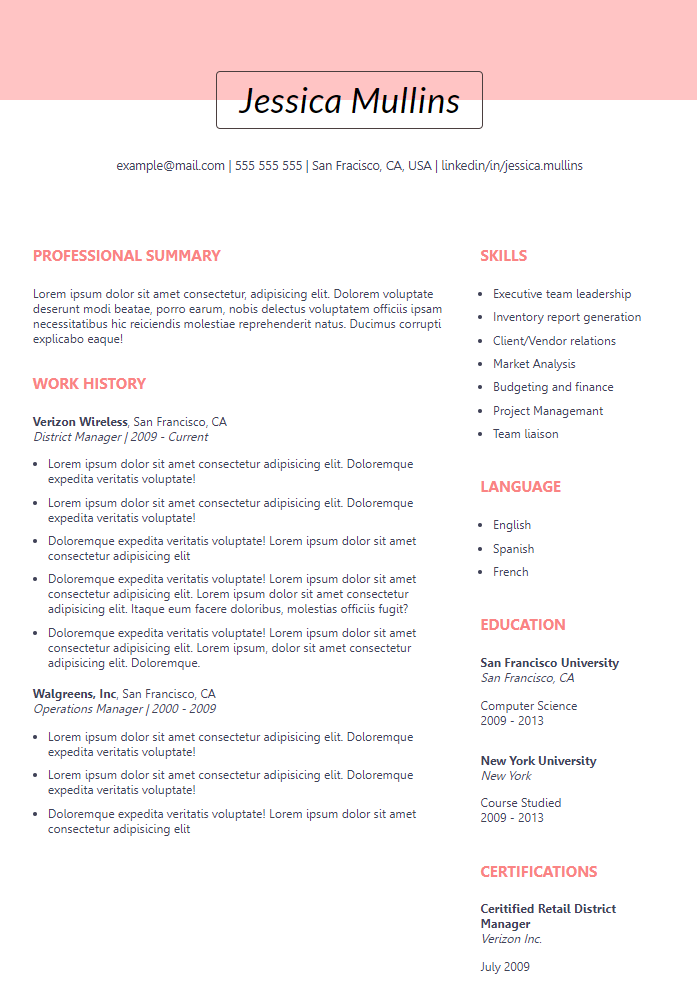 Jessica Mullins
example@mail.com | 555 555 555 | San Fracisco, CA, USA | linkedin/in/jessica.mullins
PROFESSIONAL SUMMARY
Lorem ipsum dolor sit amet consectetur, adipisicing elit. Dolorem voluptate
deserunt modi beatae, porro earum, nobis delectus voluptatem officiis ipsam
necessitatibus hic reiciendis molestiae reprehenderit natus. Ducimus corrupti
explicabo eaque!
WORK HISTORY
Verizon Wireless, San Francisco, CA
District Manager | 2009 - Current
• Lorem ipsum dolor sit amet consectetur adipisicing elit. Doloremque
expedita veritatis voluptate!
• Lorem ipsum dolor sit amet consectetur adipisicing elit. Doloremque
expedita veritatis voluptate!
• Doloremque expedita veritatis voluptate! Lorem ipsum dolor sit amet
consectetur adipisicing elit
• Doloremque expedita veritatis voluptate! Lorem ipsum dolor sit amet
consectetur adipisicing elit. Lorem ipsum dolor sit amet consectetur
adipisicing elit. Itaque eum facere doloribus, molestias officiis fugit?
• Doloremque expedita veritatis voluptate! Lorem ipsum dolor sit amet
consectetur adipisicing elit. Lorem ipsum, dolor sit amet consectetur
adipisicing elit. Doloremque.
Walgreens, Inc, San Francisco, CA
Operations Manager | 2000 - 2009
• Lorem ipsum dolor sit amet consectetur adipisicing elit. Doloremque
expedita veritatis voluptate!
• Lorem ipsum dolor sit amet consectetur adipisicing elit. Doloremque
expedita veritatis voluptate!
• Doloremque expedita veritatis voluptate! Lorem ipsum dolor sit amet
consectetur adipisicing elit
SKILLS
• Executive team leadership
• Inventory report generation
• Client/Vendor relations
• Market Analysis
• Budgeting and finance
• Project Managemant
• Team liaison
LANGUAGE
• English
• Spanish
• French
EDUCATION
San Francisco University
San Francisco, CA
Computer Science
2009 - 2013
New York University
New York
Course Studied
2009 - 2013
CERTIFICATIONS
Ceritified Retail District
Manager
Verizon Inc.
July 2009